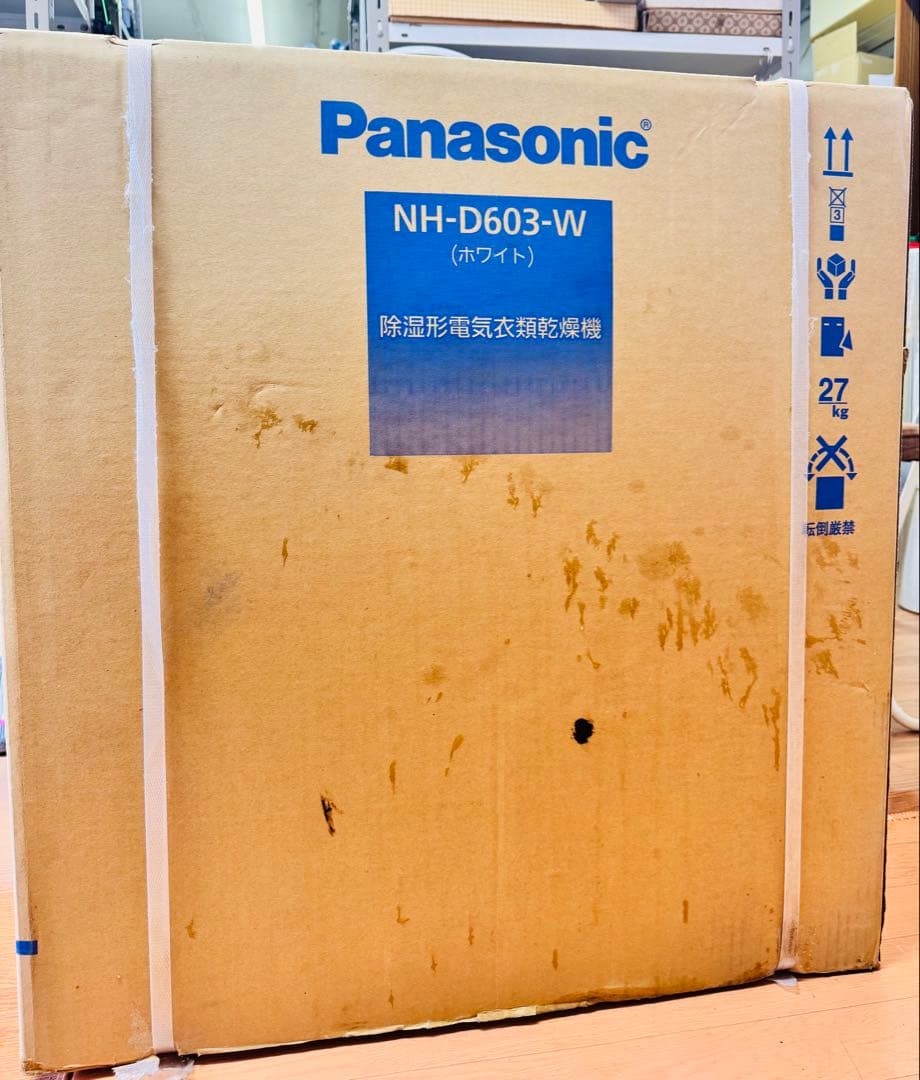 Panasonic®
NH-D603-W
(ホワイト)
除湿形電気衣類乾燥機
3
27
kg
転倒厳禁